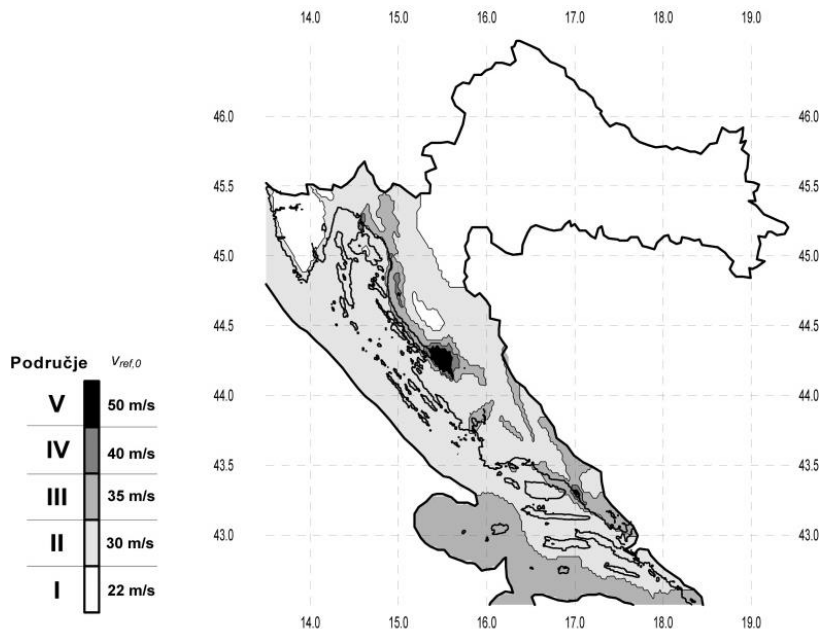 14.0 15.0 16.0 17.0 18.0 19.0
46.0 46.0
45.5 45.5
45.0 45.0
44.5 44.5
44.0 44.0
43.5 43.5
43.0 43.0
14.0 15.0 16.0 17.0 18.0 19.0
Područje Vref,0
V 50 m/s
IV 40 m/s
III 35 m/s
II 30 m/s
I 22 m/s